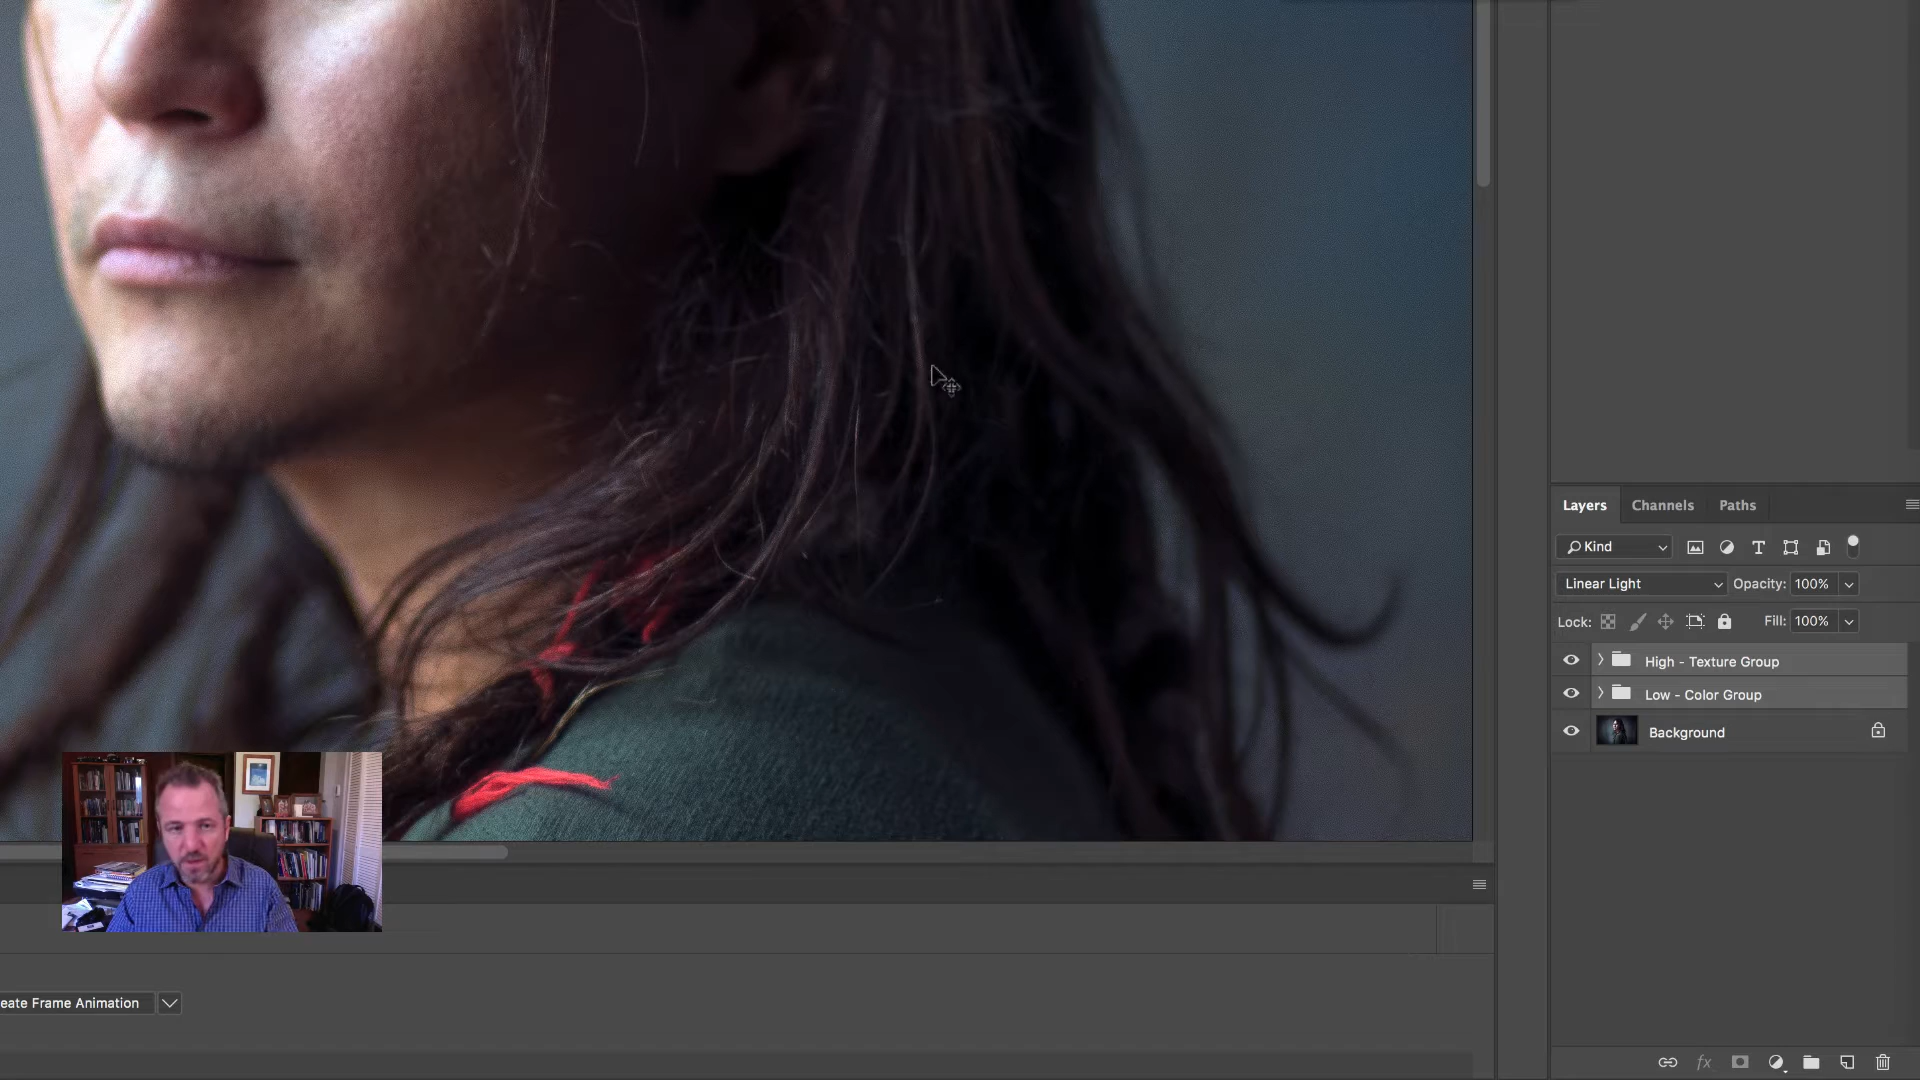 Layers Channels Paths
Kind
Linear Light Opacity: 100%
Lock: Fill: 100%
High - Texture Group
Low - Color Group
Background
eate Frame Animation
fx